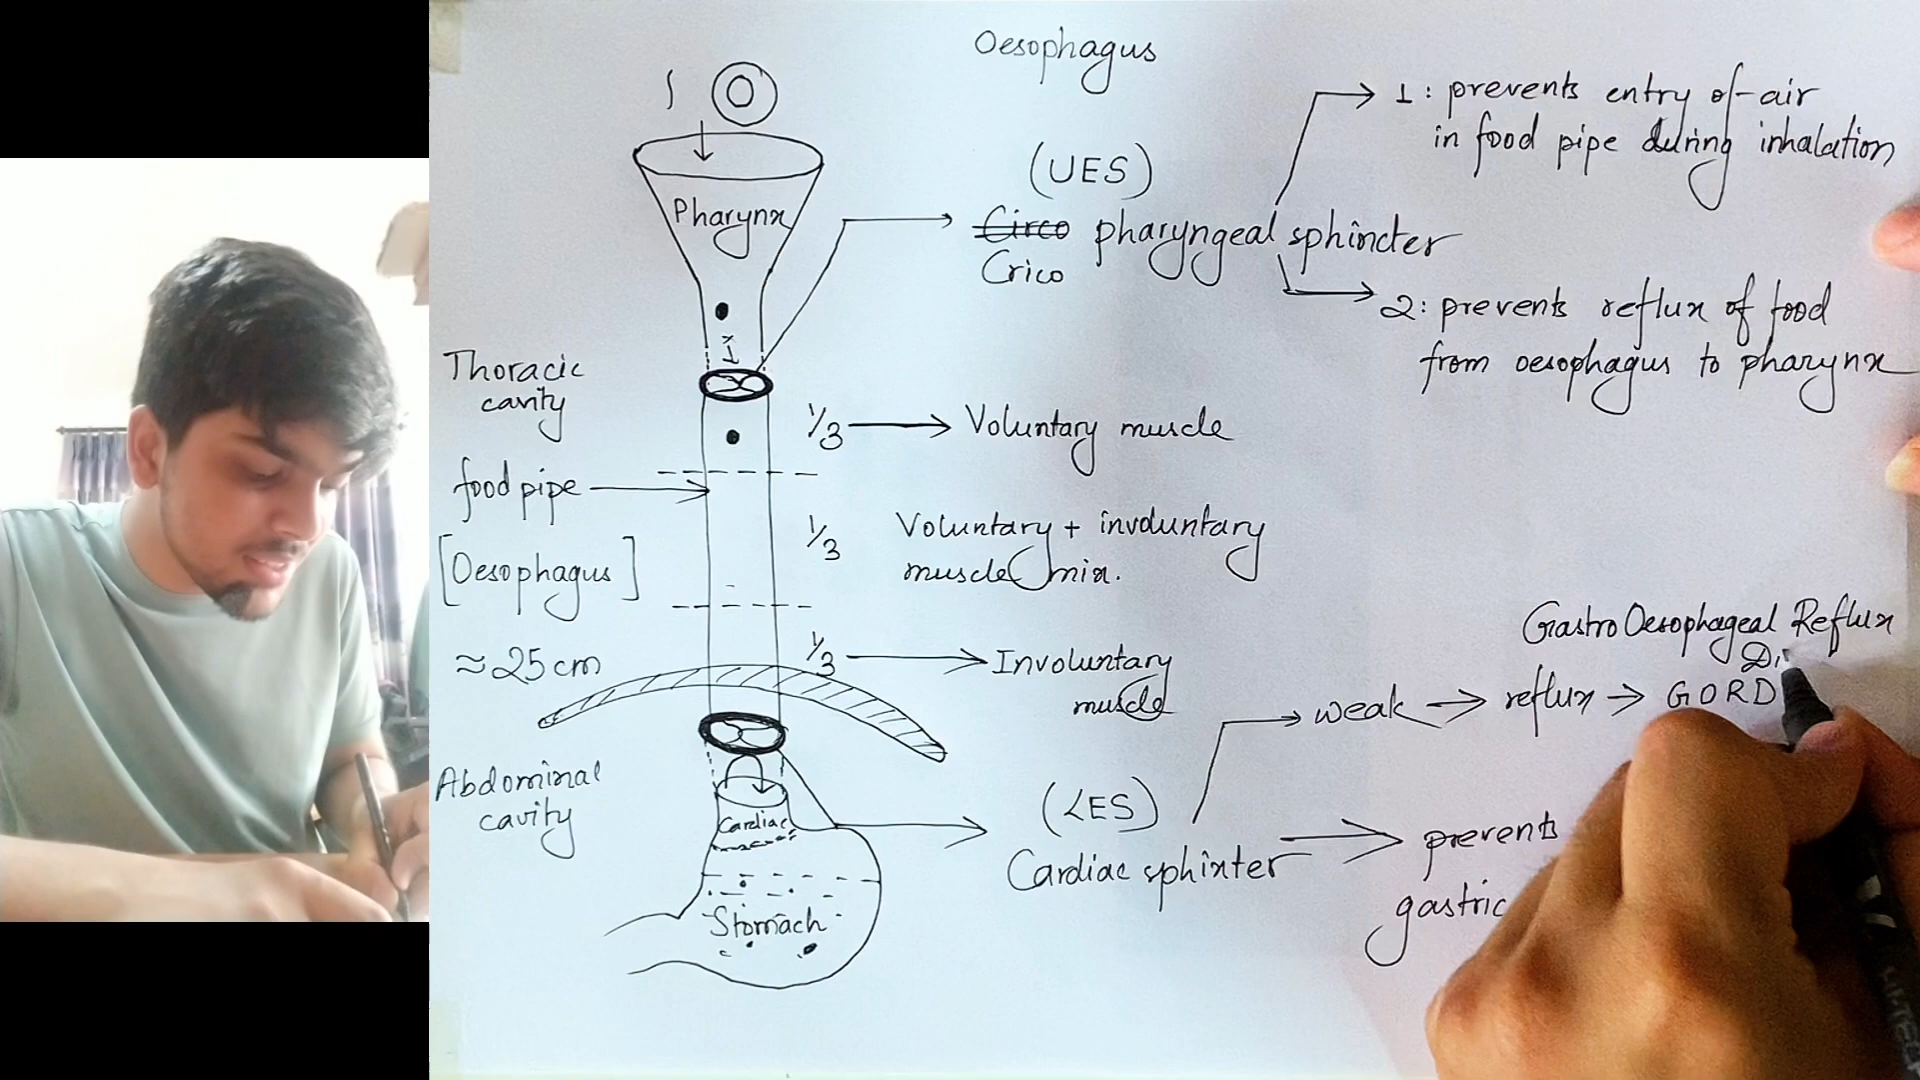 Oesophagus
1: prevents entry of air
in food pipe during inhalation
(UES)
Circo pharyngeal sphincter
Crico
2: prevents reflux of food
from oesophagus to pharynx
Pharynx
Thoracic
cavity
1/3
Voluntary muscle
food pipe
[Oesophagus]
1/3
Voluntary + involuntary
muscle mix.
≈25cm
1/3
Involuntary
muscle
Gastro Oesophageal Reflux
Di
weak
reflux
GORD
Abdominal
cavity
(LES)
Cardiac sphinter
prevents
gastric
Cardiac
Stomach